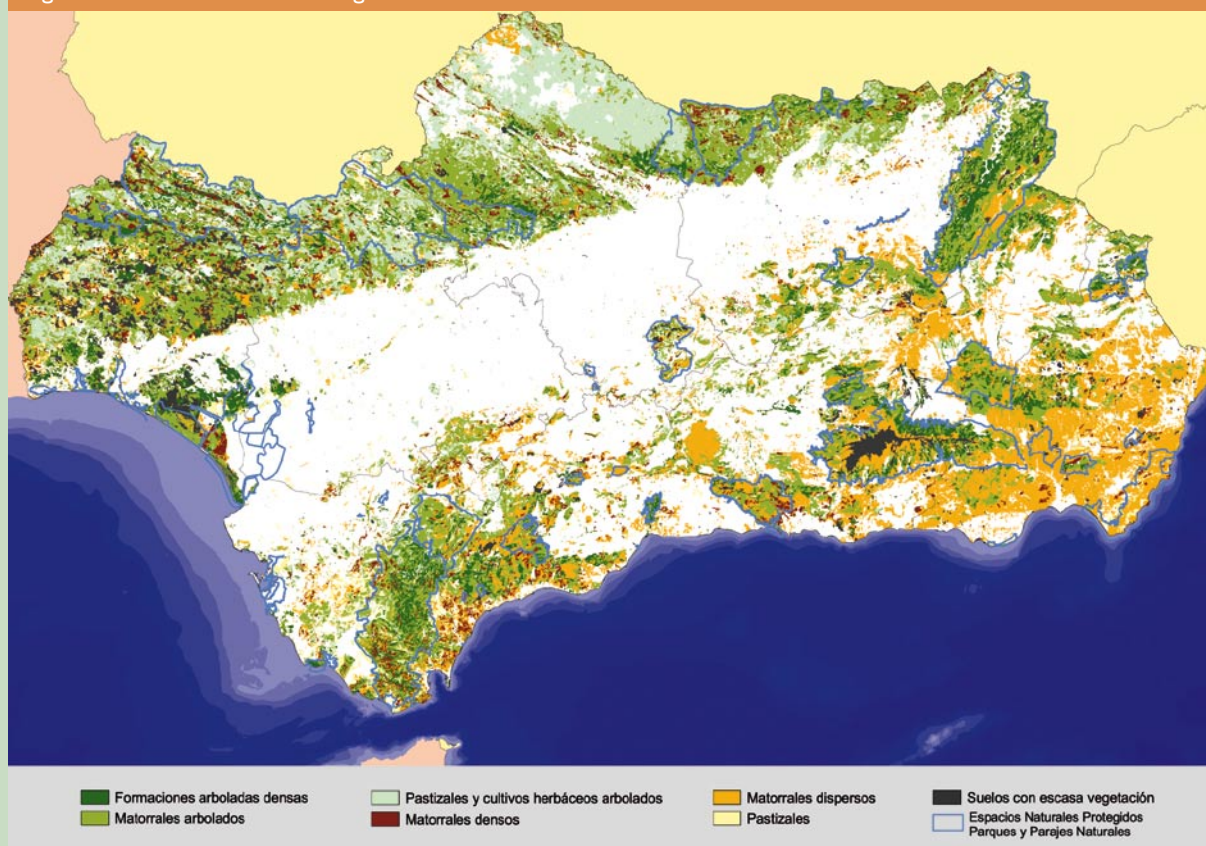 Formaciones arboladas densas
Matorrales arbolados
Pastizales y cultivos herbáceos arbolados
Matorrales densos
Matorrales dispersos
Pastizales
Suelos con escasa vegetación
Espacios Naturales Protegidos
Parques y Parajes Naturales